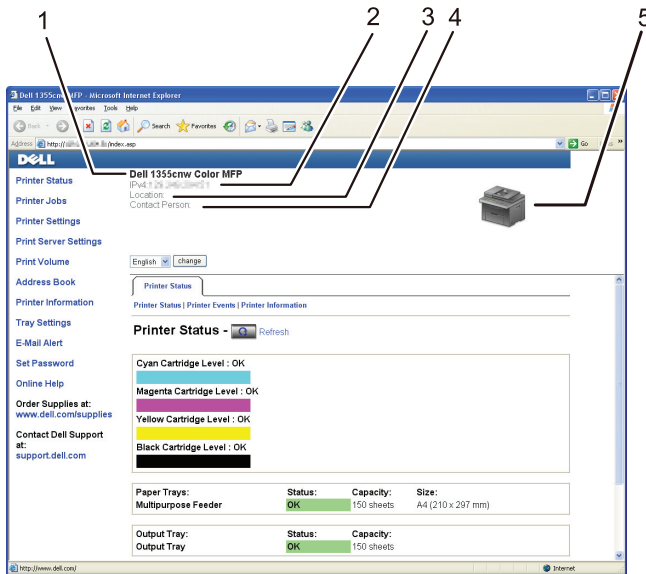 1 2 3 4 5
Dell 1355cnw MFP - Microsoft Internet Explorer
File Edit View Favorites Tools Help
Back Search Favorites
Address http:// /index.asp Go
DELL
Printer Status
Printer Jobs
Printer Settings
Print Server Settings
Print Volume
Address Book
Printer Information
Tray Settings
E-Mail Alert
Set Password
Online Help
Order Supplies at:
www.dell.com/supplies
Contact Dell Support
at:
support.dell.com
Dell 1355cnw Color MFP
IPv4:
Location:
Contact Person:
English change
Printer Status
Printer Status | Printer Events | Printer Information
Printer Status - Refresh
Cyan Cartridge Level : OK
Magenta Cartridge Level : OK
Yellow Cartridge Level : OK
Black Cartridge Level : OK
Paper Trays: Status: Capacity: Size:
Multipurpose Feeder OK 150 sheets A4 (210 x 297 mm)
Output Tray: Status: Capacity:
Output Tray OK 150 sheets
http://www.dell.com/ Internet